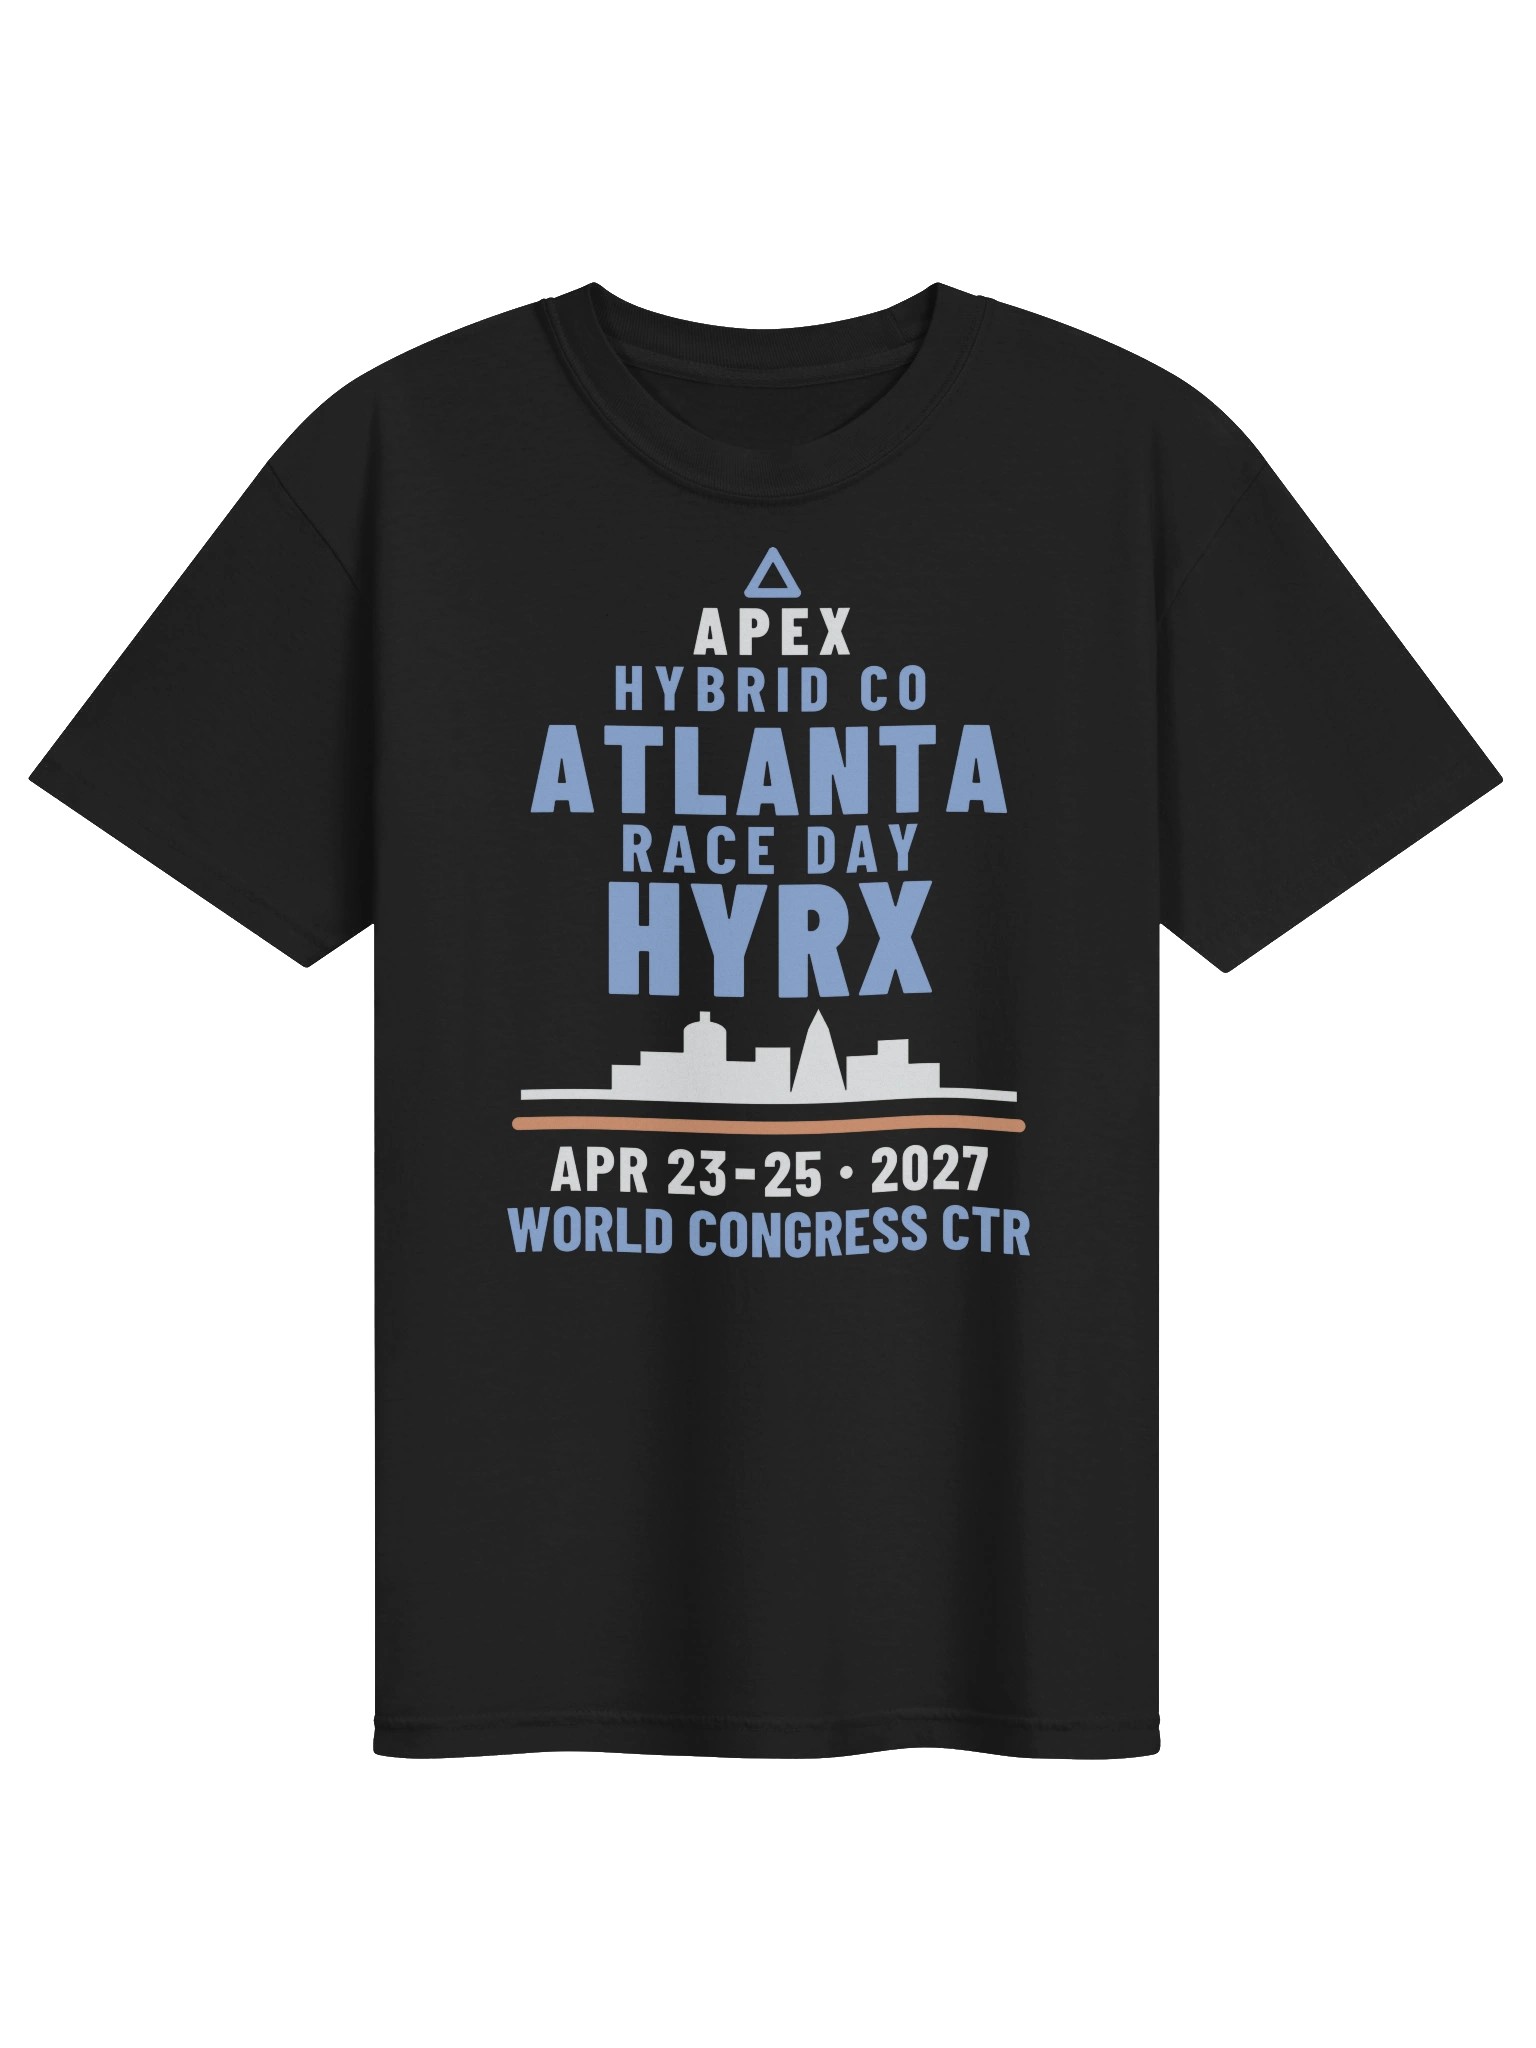 APEX
HYBRID CO
ATLANTA
RACE DAY
HYRX
APR 23-25 • 2027
WORLD CONGRESS CTR